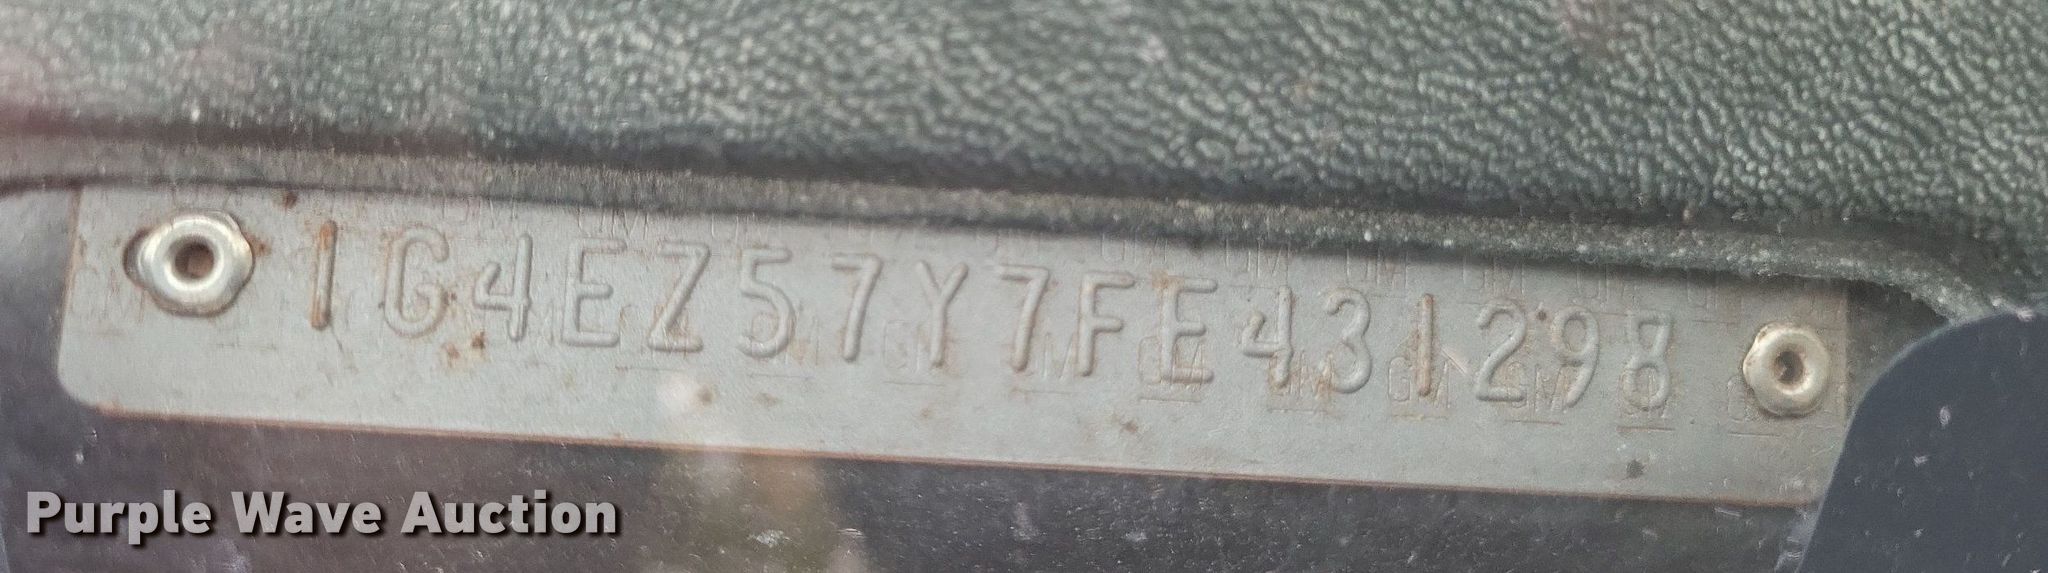 1G4EZ57Y7FE431298
Purple Wave Auction